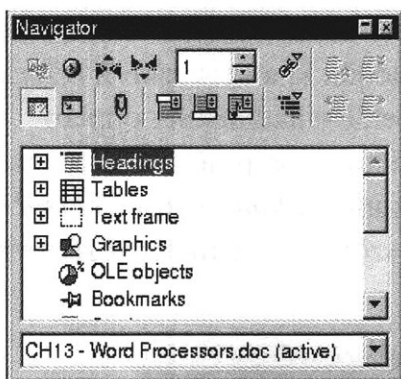 Navigator
1
Headings
Tables
Text frame
Graphics
OLE objects
Bookmarks
CH13 - Word Processors.doc (active)